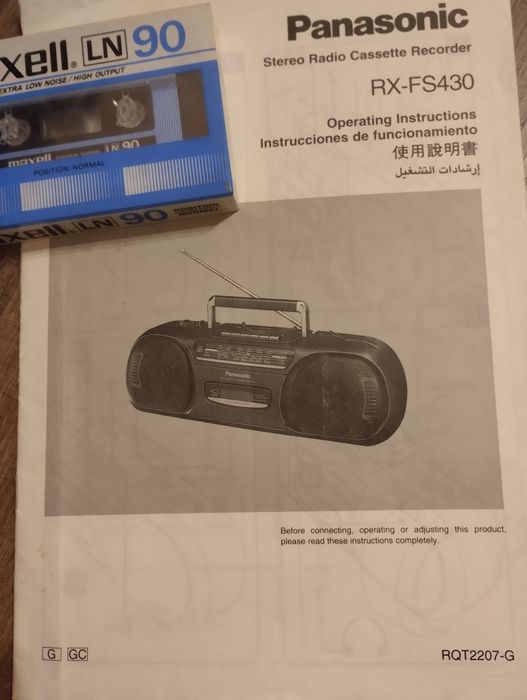 xell. LN 90
EXTRA LOW NOISE/HIGH OUTPUT
maxell LN 90
POSITION NORMAL
xell. LN 90 POSITION
NORMAL
Panasonic
Stereo Radio Cassette Recorder
RX-FS430
Operating Instructions
Instrucciones de funcionamiento
使用說明書
إرشادات التشغيل
Panasonic
Before connecting, operating or adjusting this product,
please read these instructions completely.
G GC
RQT2207-G